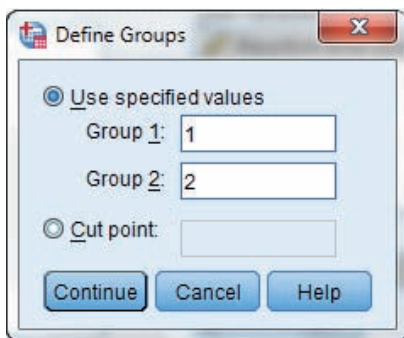 Define Groups
Use specified values
Group 1: 1
Group 2: 2
Cut point:
Continue Cancel Help